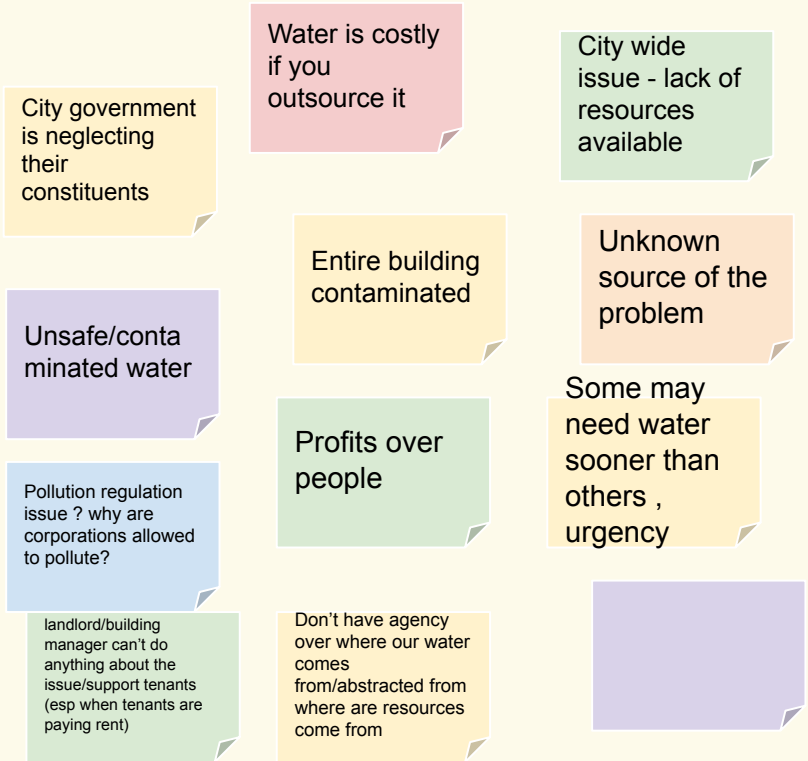 Water is costly
if you
outsource it
City wide
issue - lack of
resources
available
City government
is neglecting
their
constituents
Entire building
contaminated
Unknown
source of the
problem
Unsafe/conta
minated water
Profits over
people
Some may
need water
sooner than
others ,
urgency
Pollution regulation
issue ? why are
corporations allowed
to pollute?
landlord/building
manager can't do
anything about the
issue/support tenants
(esp when tenants are
paying rent)
Don't have agency
over where our water
comes
from/abstracted from
where are resources
come from